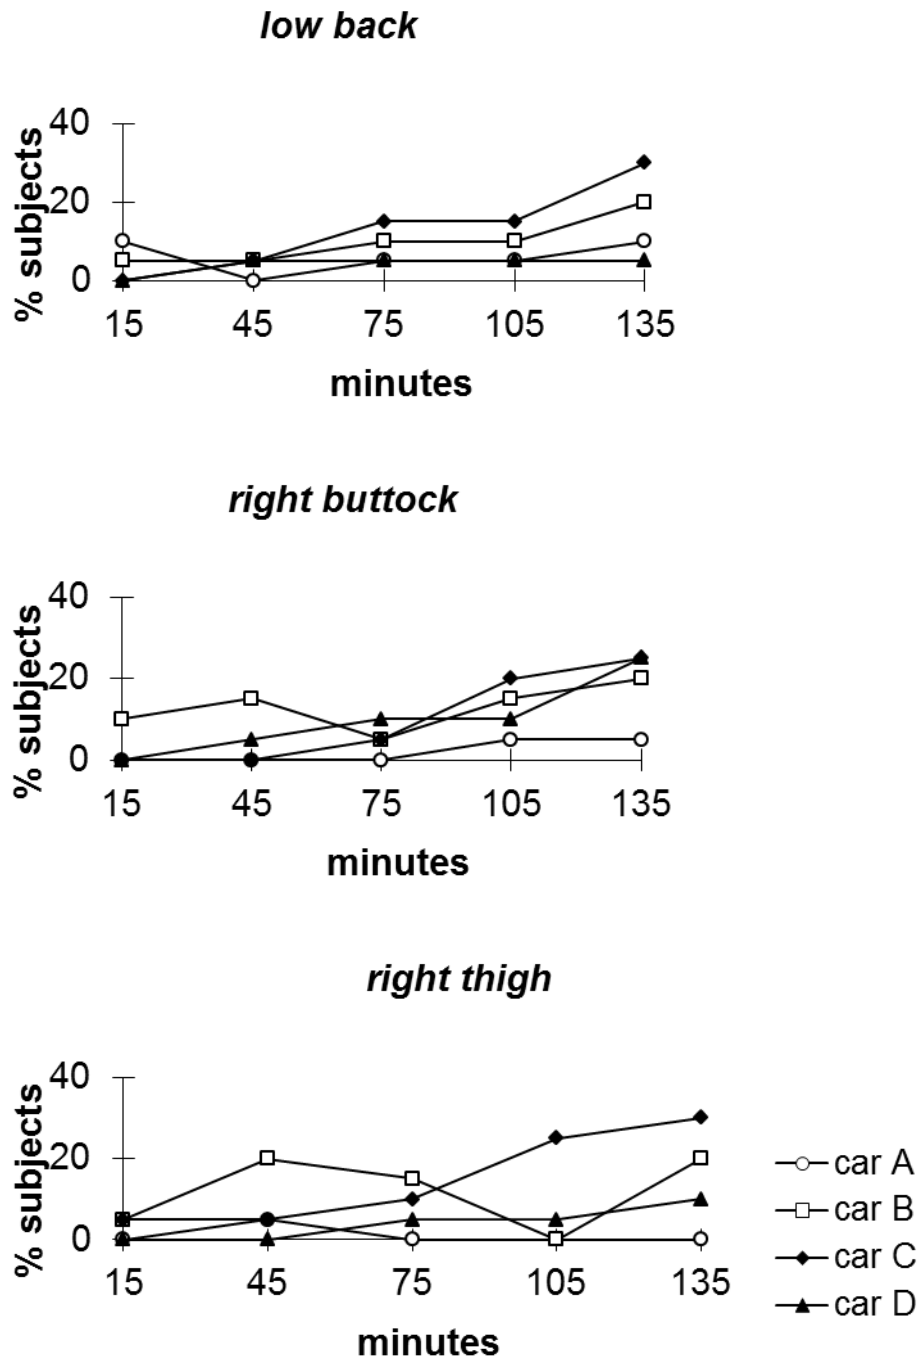 low back
40
20
0
% subjects
15 45 75 105 135
minutes
right buttock
40
20
0
% subjects
15 45 75 105 135
minutes
right thigh
40
20
0
% subjects
15 45 75 105 135
minutes
car A
car B
car C
car D